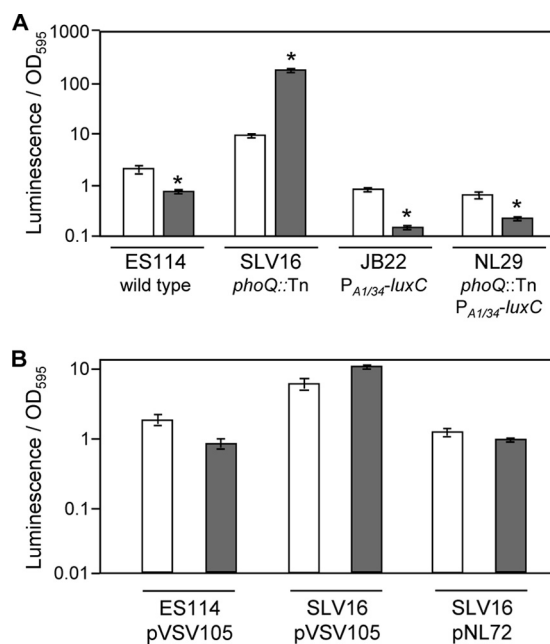 A
Luminescence / OD595
1000
100
10
1
0.1
* * * *
ES114 SLV16 JB22 NL29
wild type phoQ::Tn PA1/34-luxC phoQ::Tn
PA1/34-luxC
B
Luminescence / OD595
10
1
0.1
0.01
ES114 SLV16 SLV16
pVSV105 pVSV105 pNL72